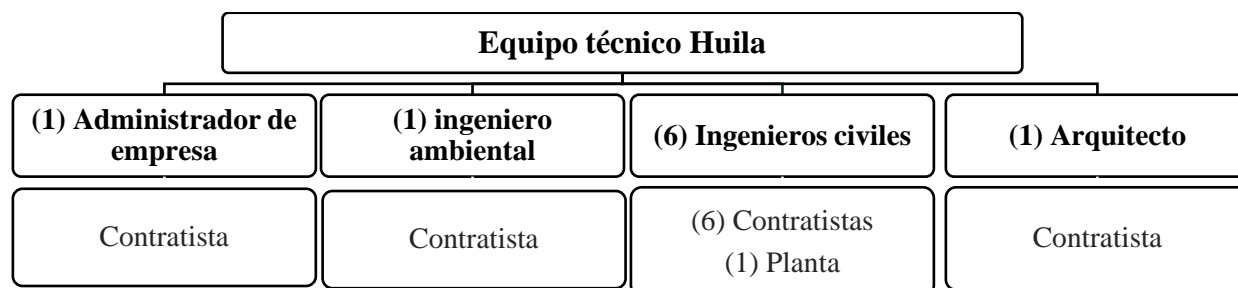 Equipo técnico Huila
(1) Administrador de
empresa
(1) ingeniero
ambiental
(6) Ingenieros civiles
(1) Arquitecto
Contratista
Contratista
(6) Contratistas
(1) Planta
Contratista